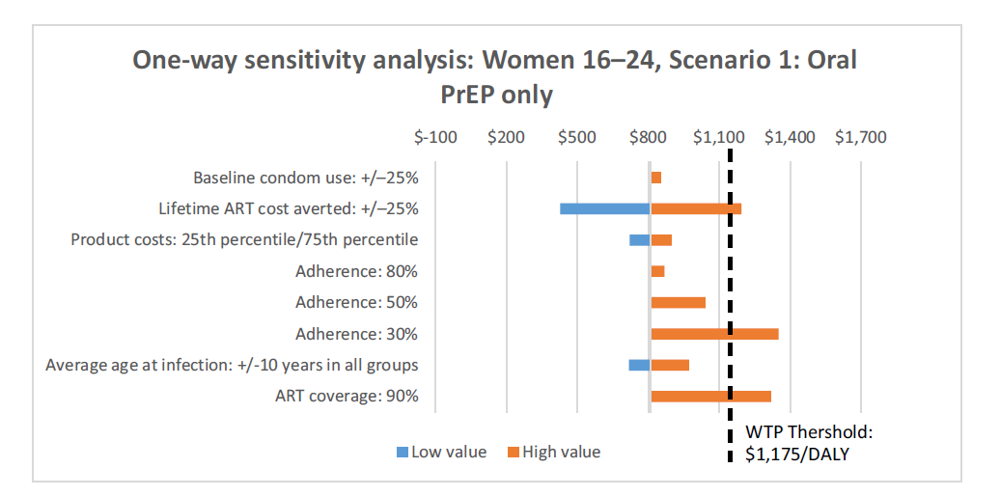 One-way sensitivity analysis: Women 16–24, Scenario 1: Oral
PrEP only
$-100 $200 $500 $800 $1,100 $1,400 $1,700
Baseline condom use: +/–25%
Lifetime ART cost averted: +/–25%
Product costs: 25th percentile/75th percentile
Adherence: 80%
Adherence: 50%
Adherence: 30%
Average age at infection: +/-10 years in all groups
ART coverage: 90%
WTP Thershold:
$1,175/DALY
Low value High value